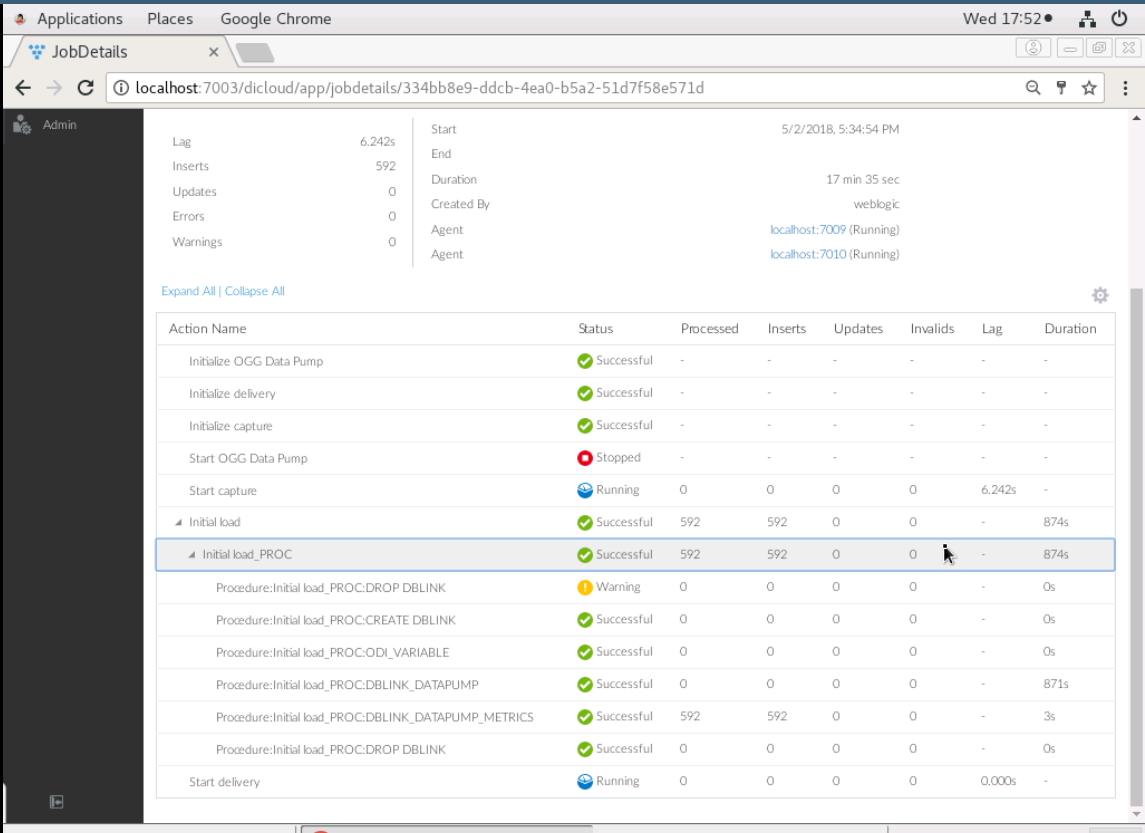 Applications Places Google Chrome Wed 17:52
JobDetails
localhost:7003/dicloud/app/jobdetails/334bb8e9-ddcb-4ea0-b5a2-51d7f58e571d
Admin
Lag 6.242s
Inserts 592
Updates 0
Errors 0
Warnings 0
Start 5/2/2018, 5:34:54 PM
End
Duration 17 min 35 sec
Created By weblogic
Agent localhost:7009 (Running)
Agent localhost:7010 (Running)
Expand All | Collapse All
Action Name Status Processed Inserts Updates Invalids Lag Duration
Initialize OGG Data Pump Successful - - - - - -
Initialize delivery Successful - - - - - -
Initialize capture Successful - - - - - -
Start OGG Data Pump Stopped - - - - - -
Start capture Running 0 0 0 0 6.242s -
Initial load Successful 592 592 0 0 - 874s
Initial load_PROC Successful 592 592 0 0 - 874s
Procedure:Initial load_PROC:DROP DBLINK Warning 0 0 0 0 - 0s
Procedure:Initial load_PROC:CREATE DBLINK Successful 0 0 0 0 - 0s
Procedure:Initial load_PROC:ODI_VARIABLE Successful 0 0 0 0 - 0s
Procedure:Initial load_PROC:DBLINK_DATAPUMP Successful 0 0 0 0 - 871s
Procedure:Initial load_PROC:DBLINK_DATAPUMP_METRICS Successful 592 592 0 0 - 3s
Procedure:Initial load_PROC:DROP DBLINK Successful 0 0 0 0 - 0s
Start delivery Running 0 0 0 0 0.000s -